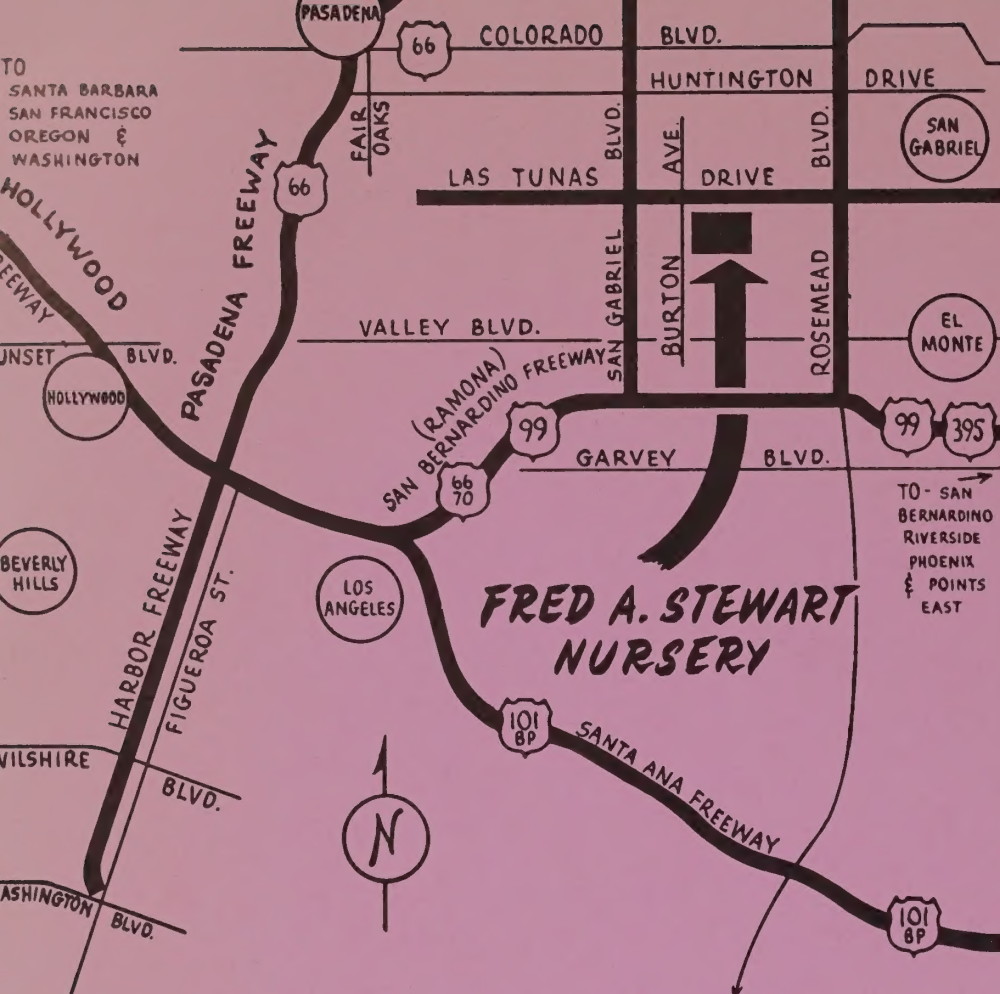 PASADENA
66
COLORADO BLVD.
HUNTINGTON DRIVE
TO
SANTA BARBARA
SAN FRANCISCO
OREGON &
WASHINGTON
FAIR
OAKS
SAN GABRIEL BLVD.
BURTON AVE.
ROSEMEAD BLVD.
SAN
GABRIEL
66
LAS TUNAS DRIVE
HOLLYWOOD
REEWAY
PASADENA FREEWAY
VALLEY BLVD.
EL
MONTE
UNSET BLVD.
HOLLYWOOD
(RAMONA)
SAN BERNARDINO FREEWAY
99
99
395
66
70
GARVEY BLVD.
TO - SAN
BERNARDINO
RIVERSIDE
PHOENIX
& POINTS
EAST
BEVERLY
HILLS
HARBOR FREEWAY
FIGUEROA ST.
LOS
ANGELES
FRED A. STEWART
NURSERY
101
BP
SANTA ANA FREEWAY
WILSHIRE BLVD.
N
ASHINGTON BLVD.
101
BP